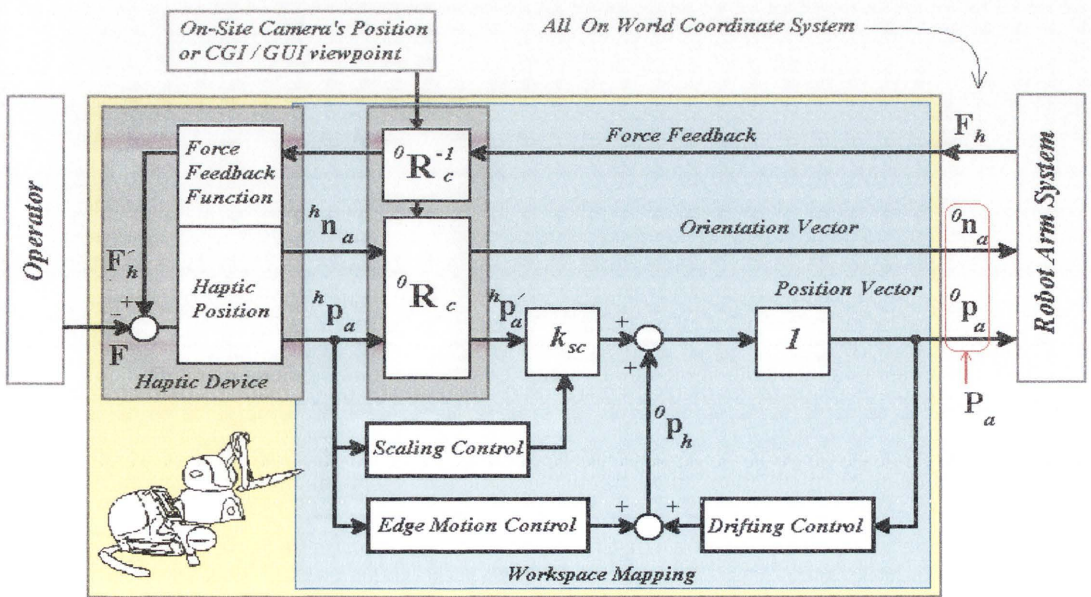 On-Site Camera's Position
or CGI / GUI viewpoint
All On World Coordinate System
Operator
Force
Feedback
Function
⁰R⁻¹c
Force Feedback
Fh
Robot Arm System
F´h
ʰna
Orientation Vector
⁰na
Haptic
Position
⁰Rc
ʰpa
ʰp´a
Position Vector
⁰pa
+
-
F
ksc
+
+
1
Haptic Device
Pa
⁰ph
Scaling Control
Edge Motion Control
+
+
Drifting Control
Workspace Mapping